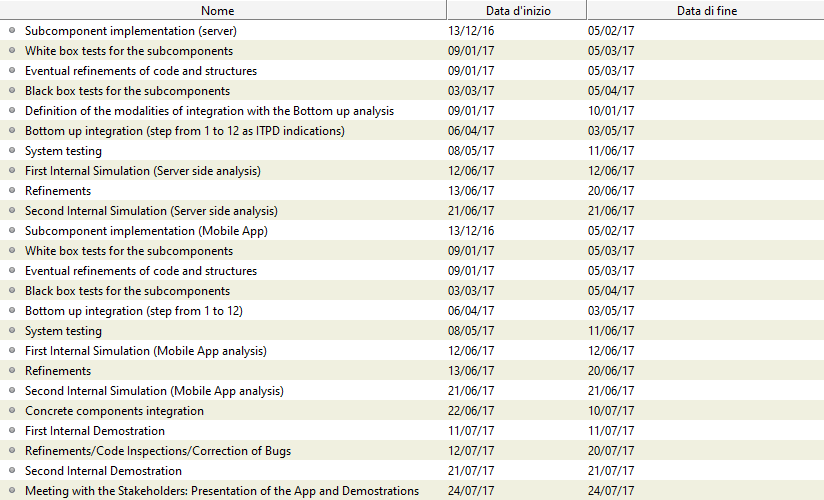 Nome Data d'inizio Data di fine
Subcomponent implementation (server) 13/12/16 05/02/17
White box tests for the subcomponents 09/01/17 05/03/17
Eventual refinements of code and structures 09/01/17 05/03/17
Black box tests for the subcomponents 03/03/17 05/04/17
Definition of the modalities of integration with the Bottom up analysis 09/01/17 10/01/17
Bottom up integration (step from 1 to 12 as ITPD indications) 06/04/17 03/05/17
System testing 08/05/17 11/06/17
First Internal Simulation (Server side analysis) 12/06/17 12/06/17
Refinements 13/06/17 20/06/17
Second Internal Simulation (Server side analysis) 21/06/17 21/06/17
Subcomponent implementation (Mobile App) 13/12/16 05/02/17
White box tests for the subcomponents 09/01/17 05/03/17
Eventual refinements of code and structures 09/01/17 05/03/17
Black box tests for the subcomponents 03/03/17 05/04/17
Bottom up integration (step from 1 to 12) 06/04/17 03/05/17
System testing 08/05/17 11/06/17
First Internal Simulation (Mobile App analysis) 12/06/17 12/06/17
Refinements 13/06/17 20/06/17
Second Internal Simulation (Mobile App analysis) 21/06/17 21/06/17
Concrete components integration 22/06/17 10/07/17
First Internal Demostration 11/07/17 11/07/17
Refinements/Code Inspections/Correction of Bugs 12/07/17 20/07/17
Second Internal Demostration 21/07/17 21/07/17
Meeting with the Stakeholders: Presentation of the App and Demostrations 24/07/17 24/07/17